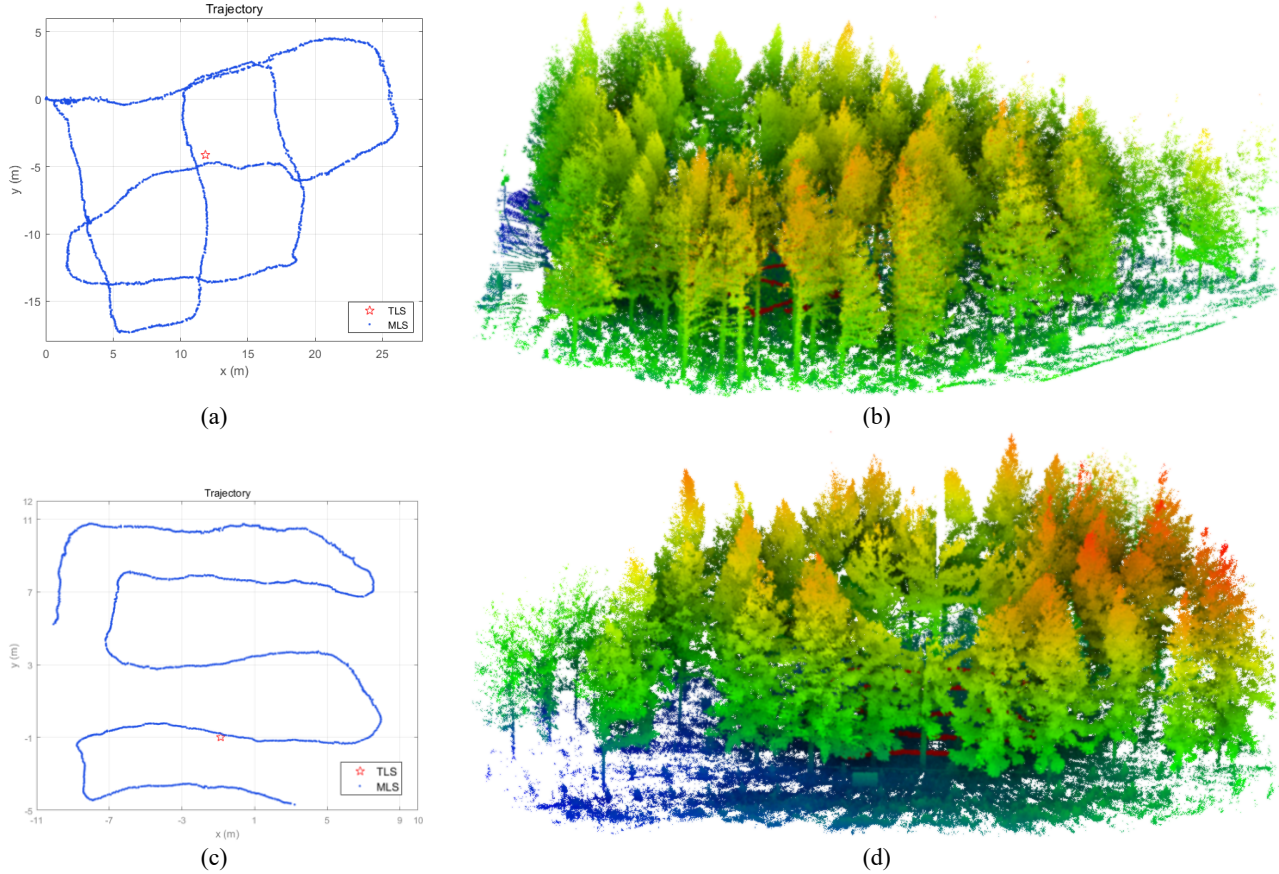 Trajectory
5
0
-5
-10
-15
y (m)
0 5 10 15 20 25
x (m)
TLS
MLS
(a)
(b)
Trajectory
12
11
7
3
-1
-5
y (m)
-11 -7 -3 1 5 9 10
x (m)
TLS
MLS
(c)
(d)